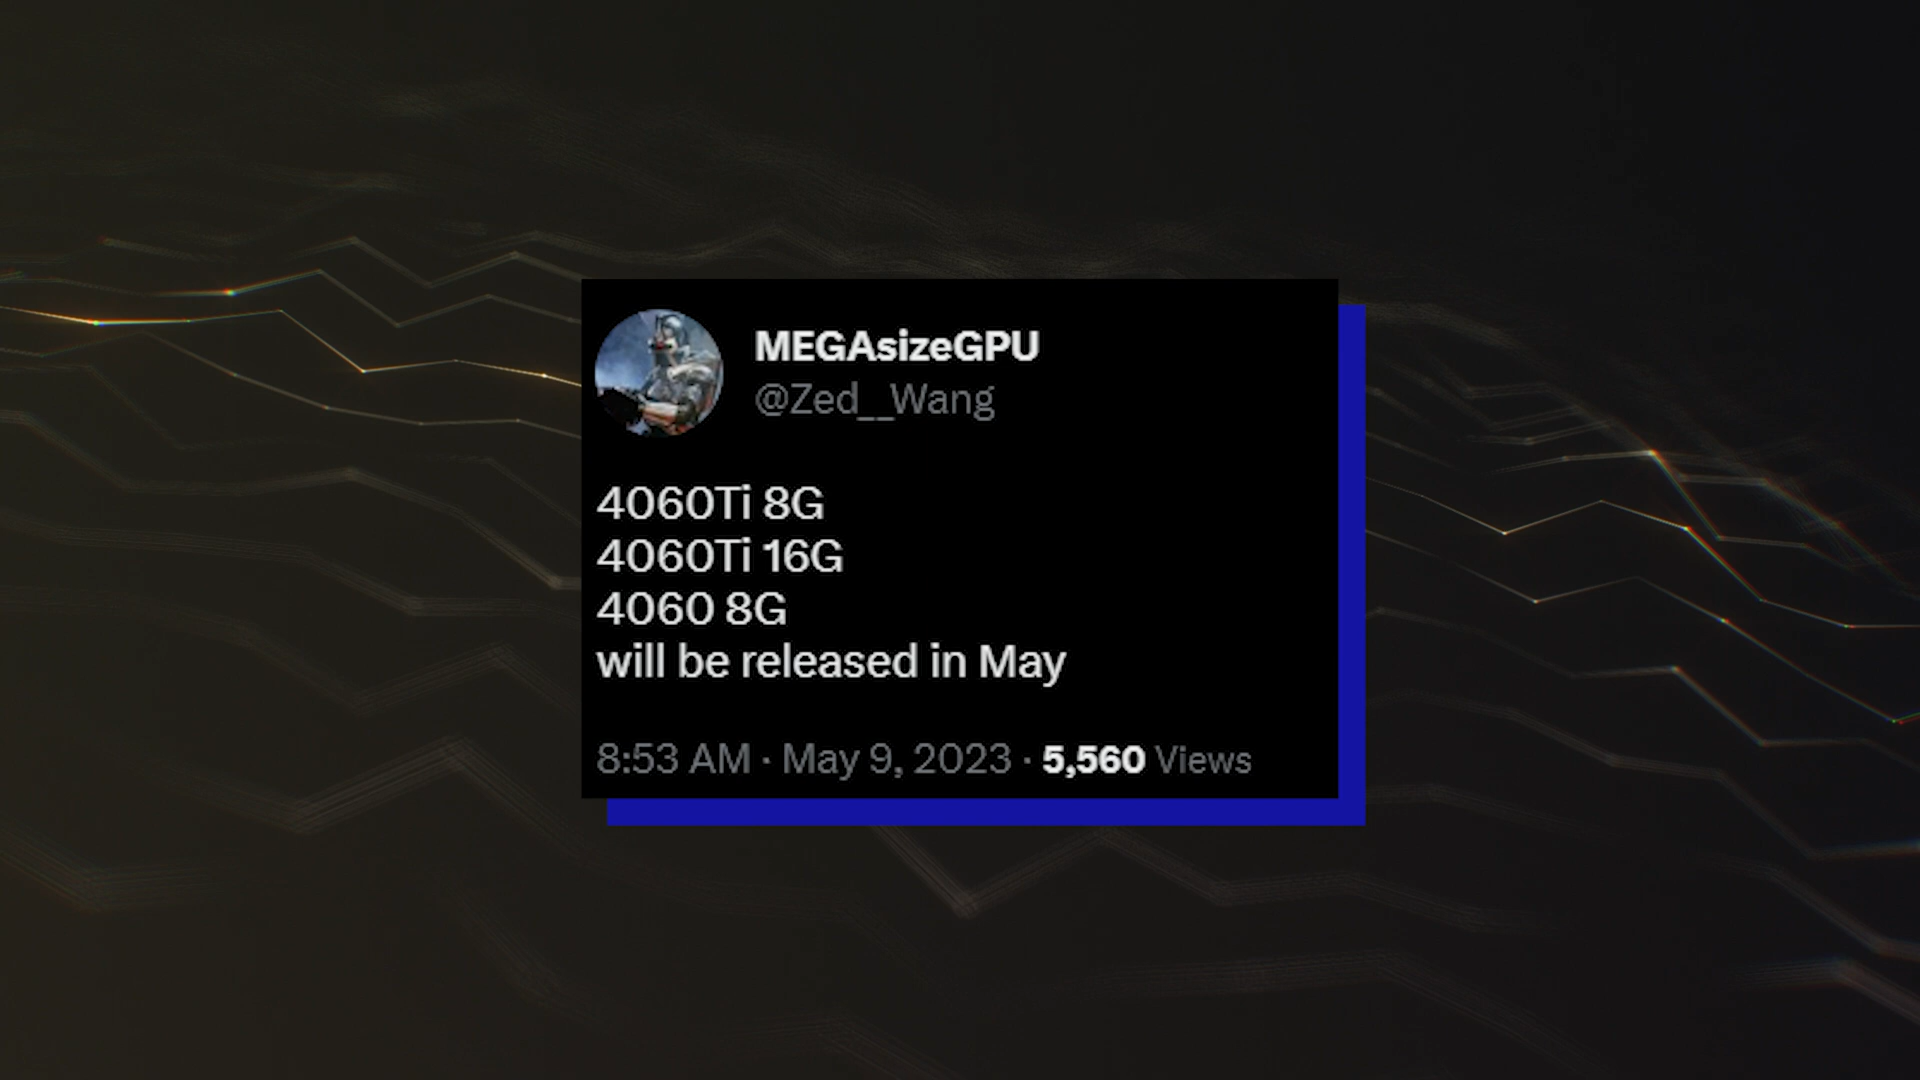 MEGAsizeGPU
@Zed__Wang
4060Ti 8G
4060Ti 16G
4060 8G
will be released in May
8:53 AM · May 9, 2023 · 5,560 Views